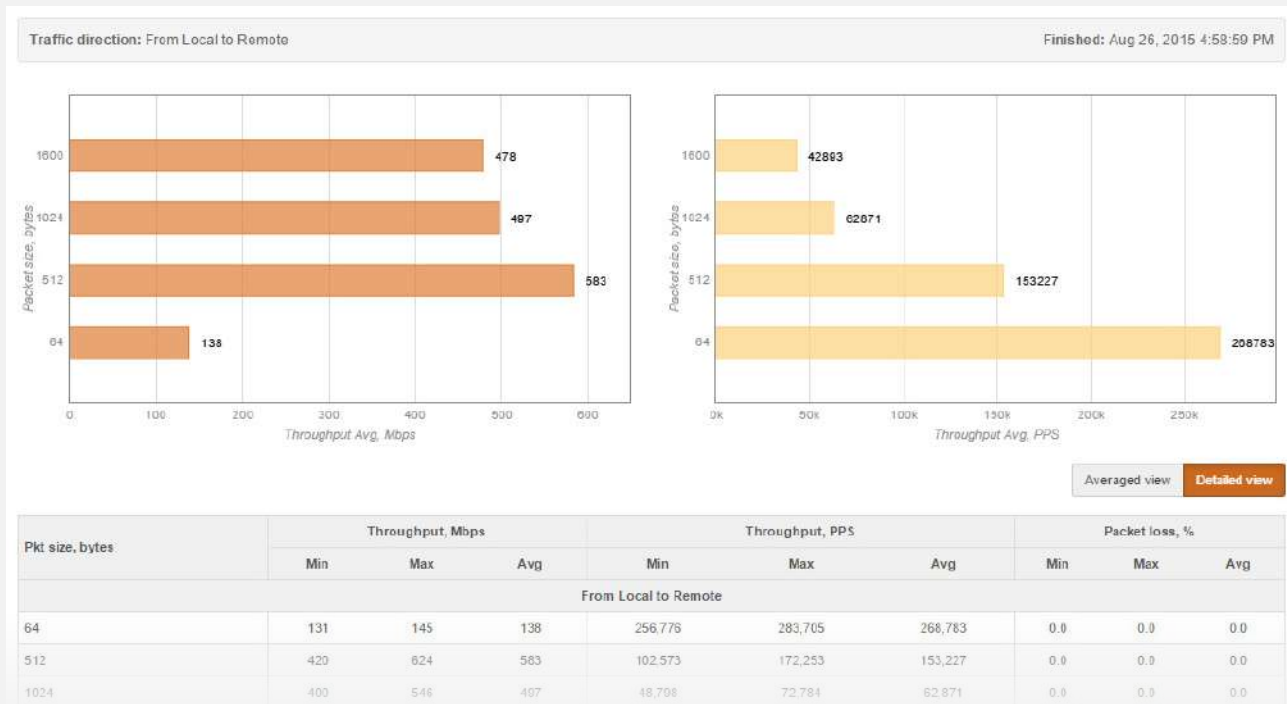 Traffic direction: From Local to Remote Finished: Aug 26, 2015 4:58:59 PM
Packet size, bytes
1600 478
1024 497
512 583
64 138
0 100 200 300 400 500 600
Throughput Avg, Mbps
Packet size, bytes
1600 42893
1024 62871
512 153227
64 268783
0k 50k 100k 150k 200k 250k
Throughput Avg, PPS
Averaged view Detailed view
Pkt size, bytes Throughput, Mbps Throughput, PPS Packet loss, %
Min Max Avg Min Max Avg Min Max Avg
From Local to Remote
64 131 145 138 256,776 283,705 268,783 0.0 0.0 0.0
512 420 624 583 102,573 172,253 153,227 0.0 0.0 0.0
1024 400 546 497 48,708 72,784 62,871 0.0 0.0 0.0